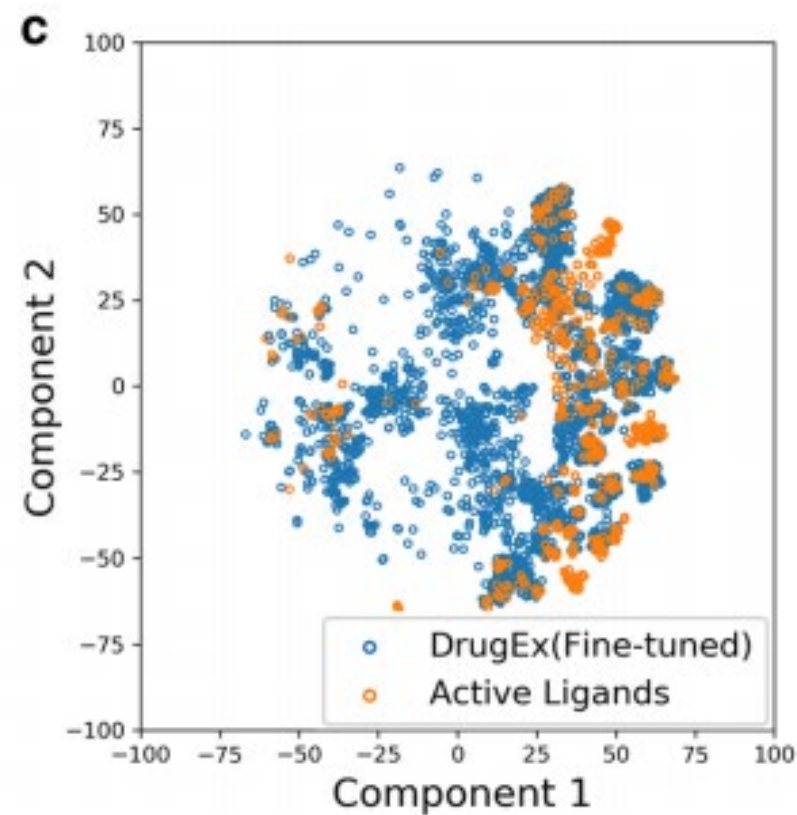 c
100
75
50
25
0
−25
−50
−75
−100
Component 2
DrugEx(Fine-tuned)
Active Ligands
−100 −75 −50 −25 0 25 50 75 100
Component 1